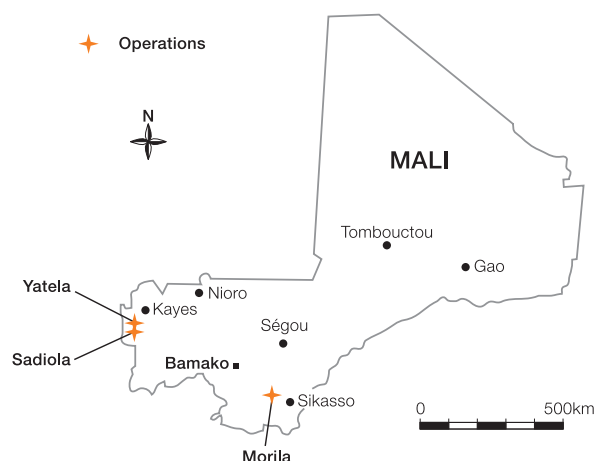 Operations
N
MALI
Tombouctou
Gao
Yatela
Nioro
Kayes
Ségou
Sadiola
Bamako
Sikasso
0 500km
Morila